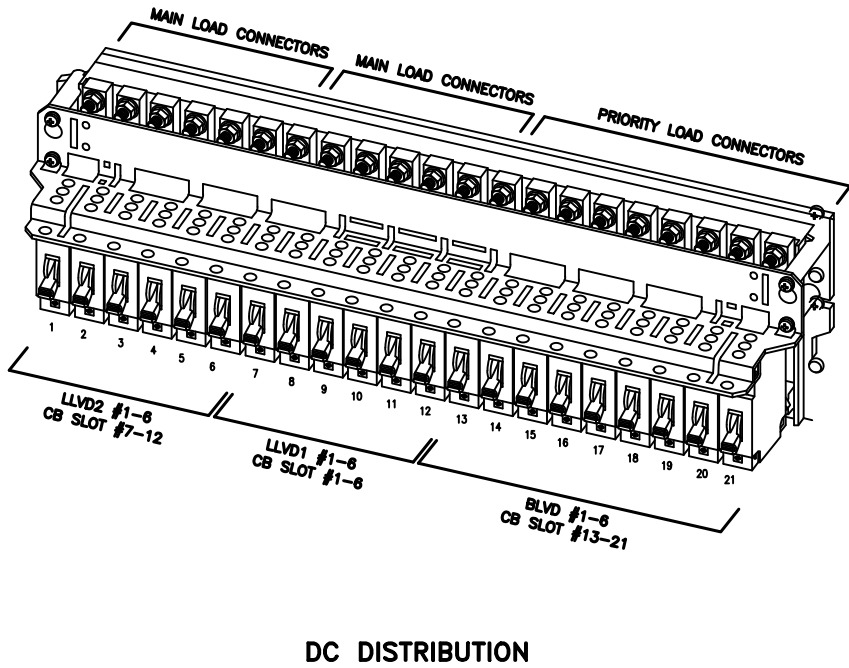 MAIN LOAD CONNECTORS
MAIN LOAD CONNECTORS
PRIORITY LOAD CONNECTORS
1 2 3 4 5 6 7 8 9 10 11 12 13 14 15 16 17 18 19 20 21
LLVD2 #1-6
CB SLOT #7-12
LLVD1 #1-6
CB SLOT #1-6
BLVD #1-6
CB SLOT #13-21
DC DISTRIBUTION